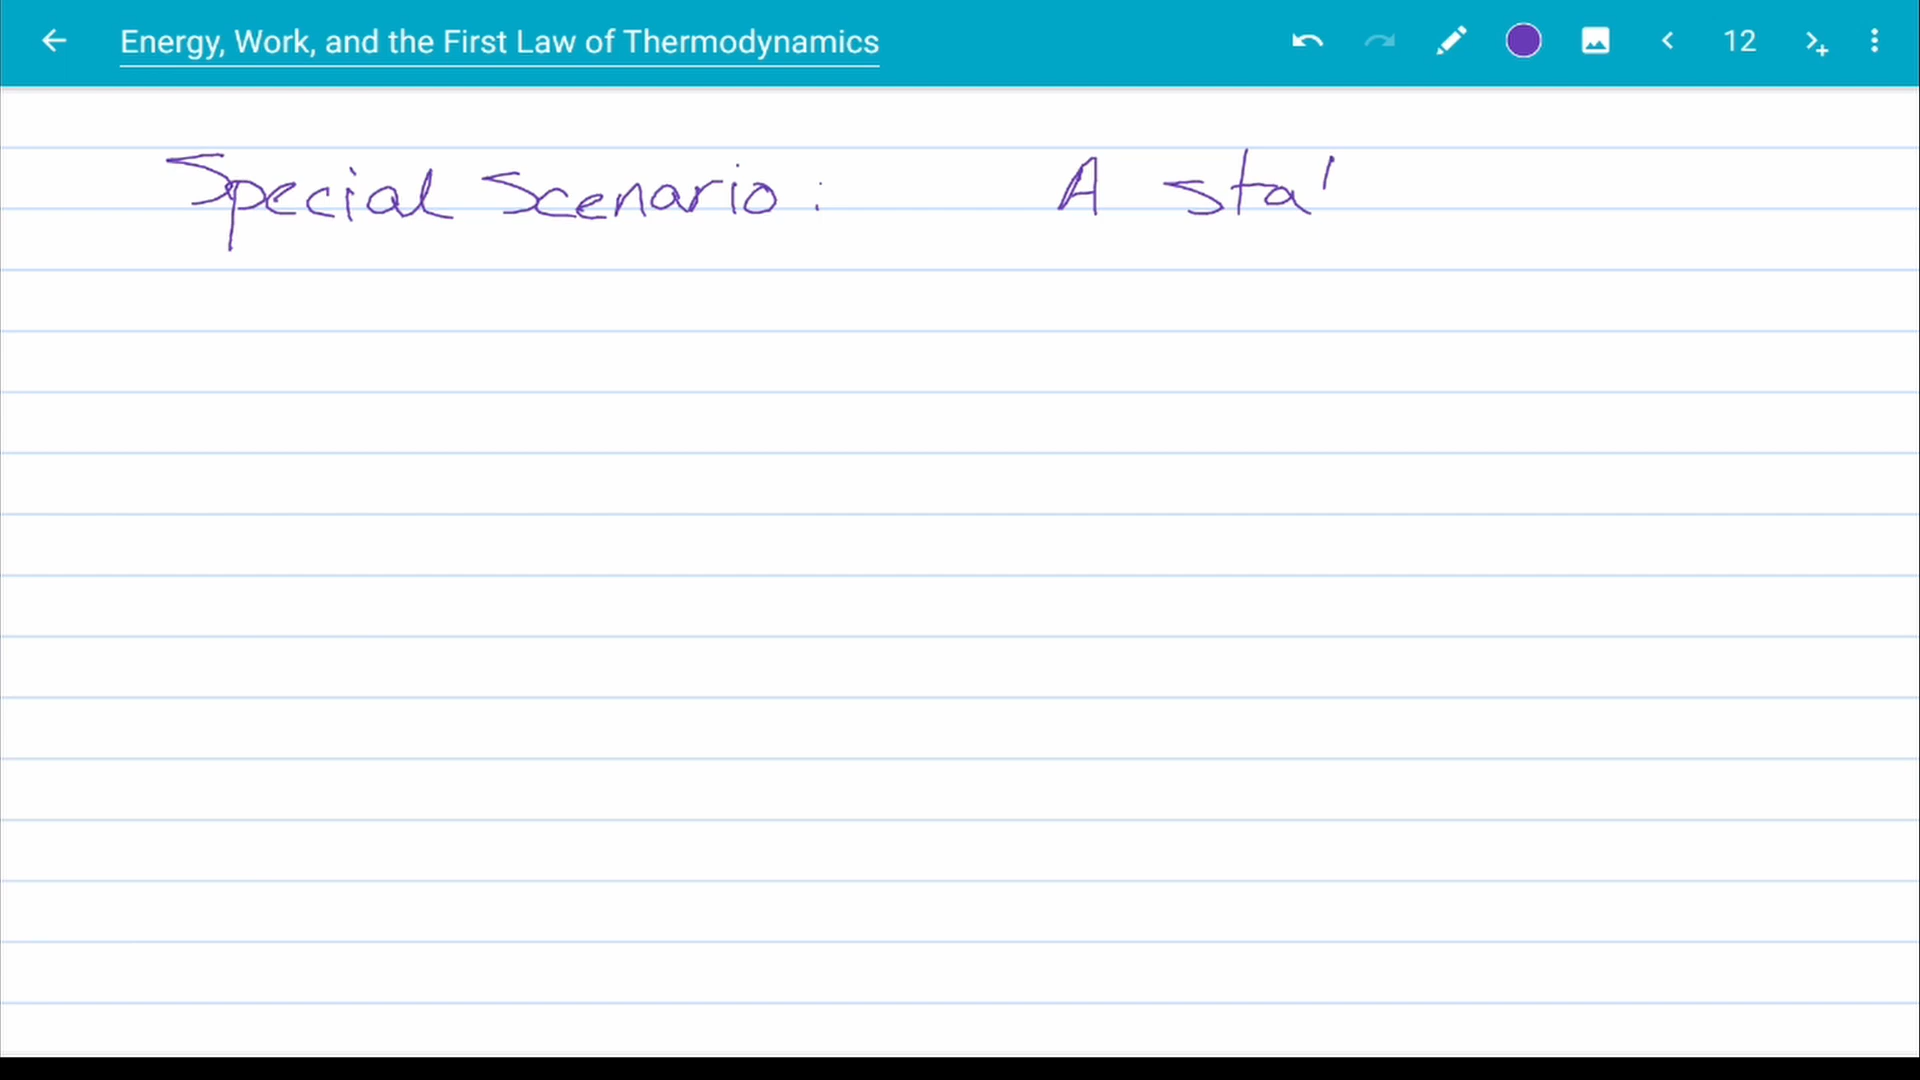 Energy, Work, and the First Law of Thermodynamics 12
Special Scenario: A sta